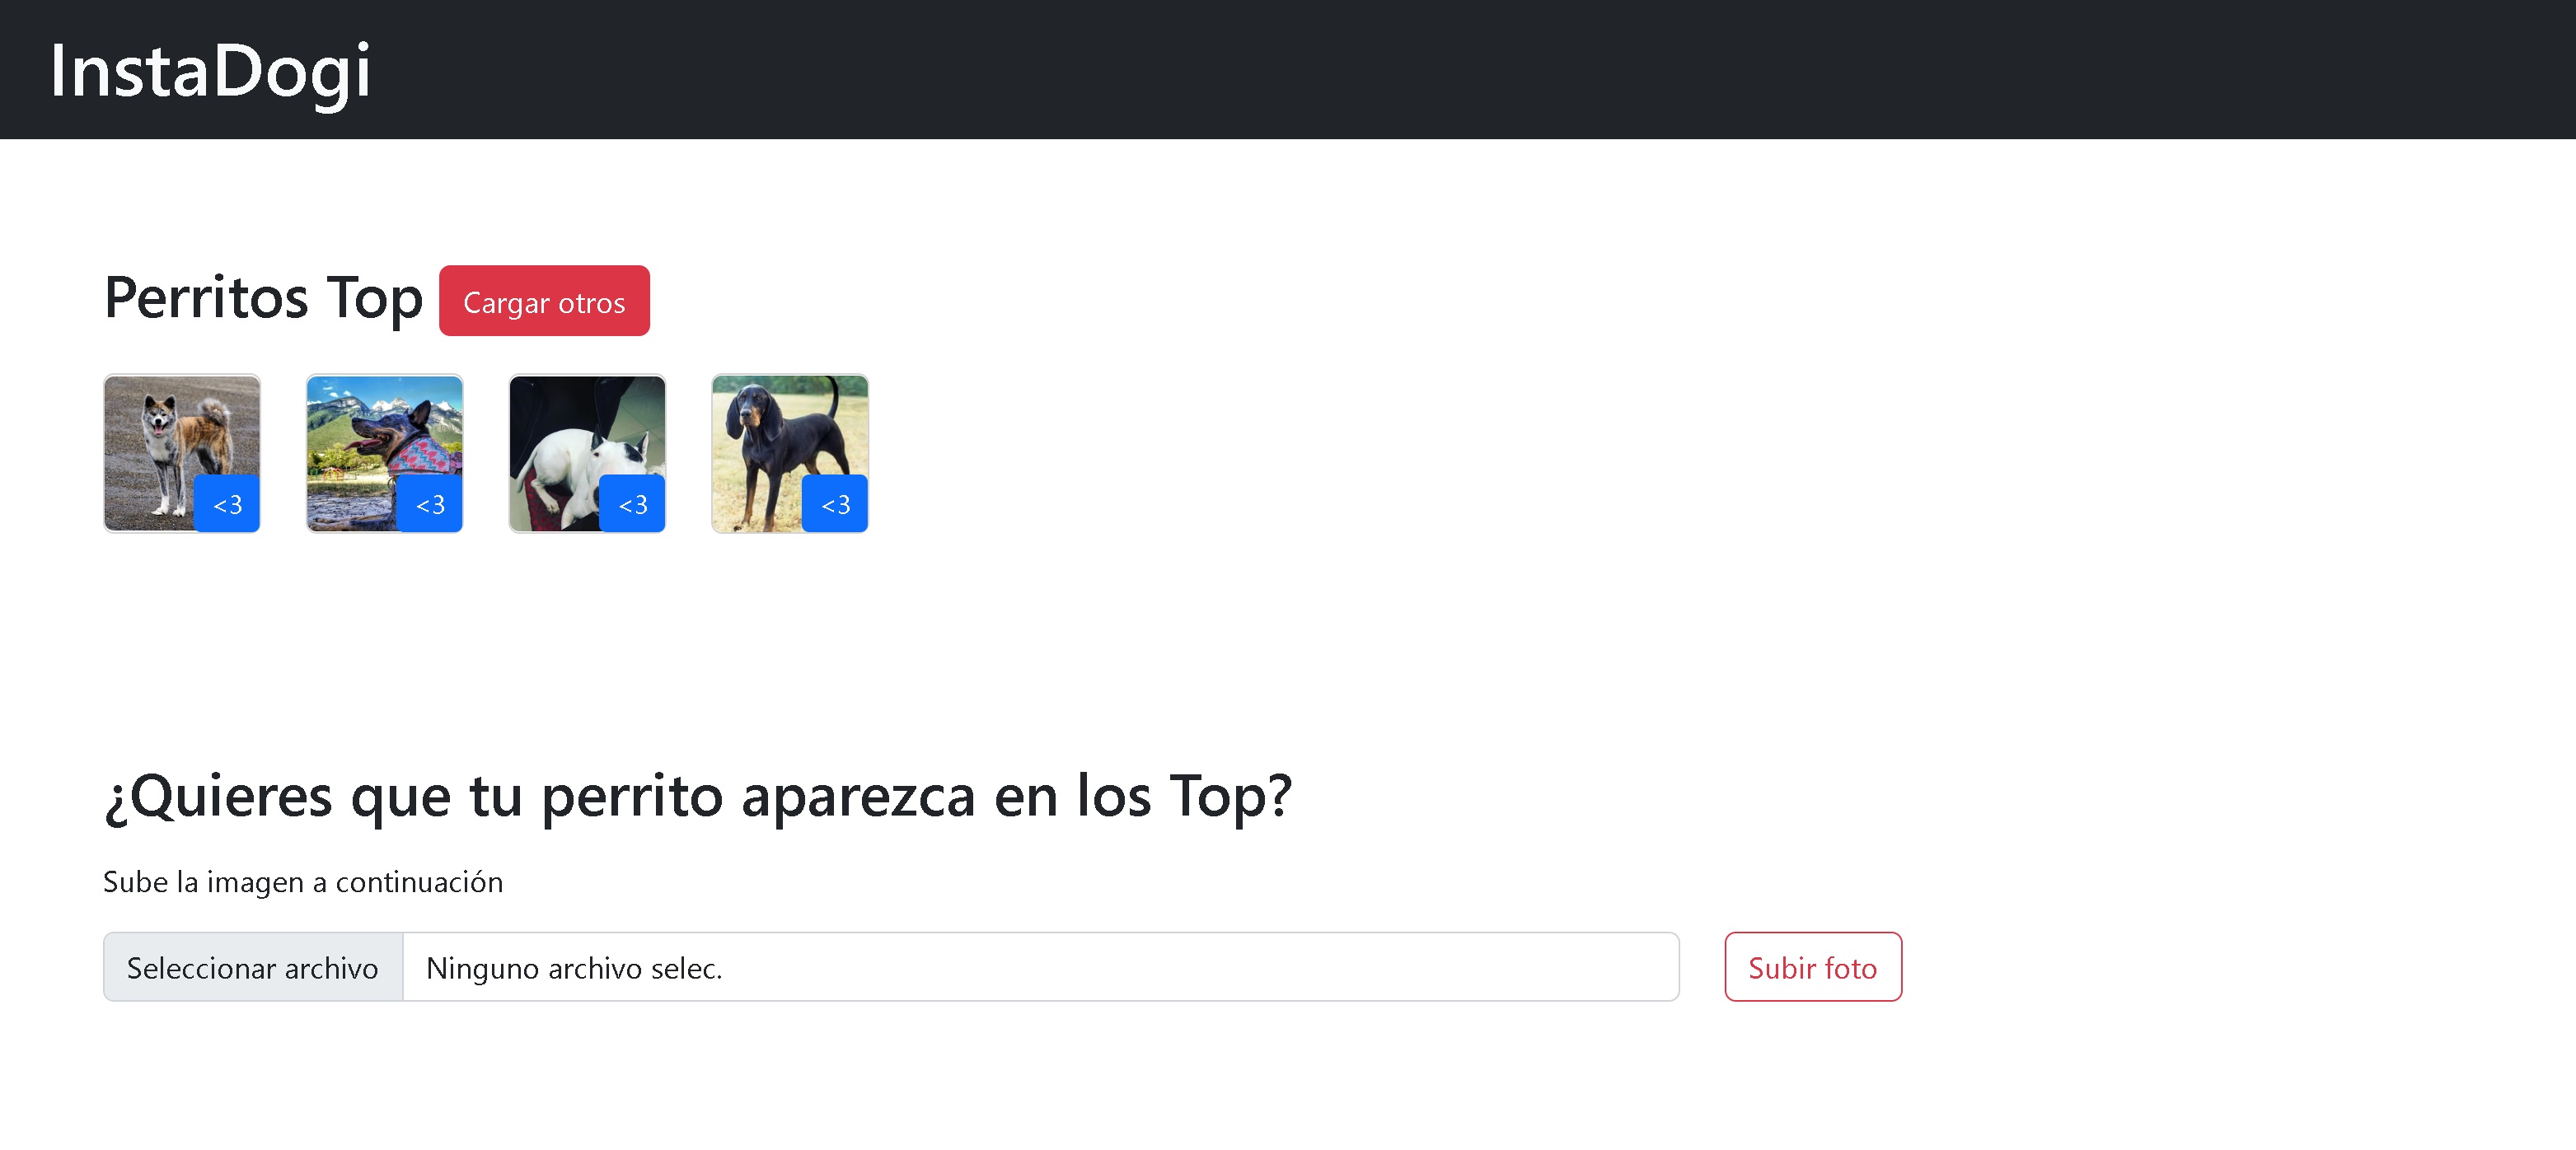 InstaDogi
Perritos Top Cargar otros
<3 <3 <3 <3
¿Quieres que tu perrito aparezca en los Top?
Sube la imagen a continuación
Seleccionar archivo Ninguno archivo selec. Subir foto